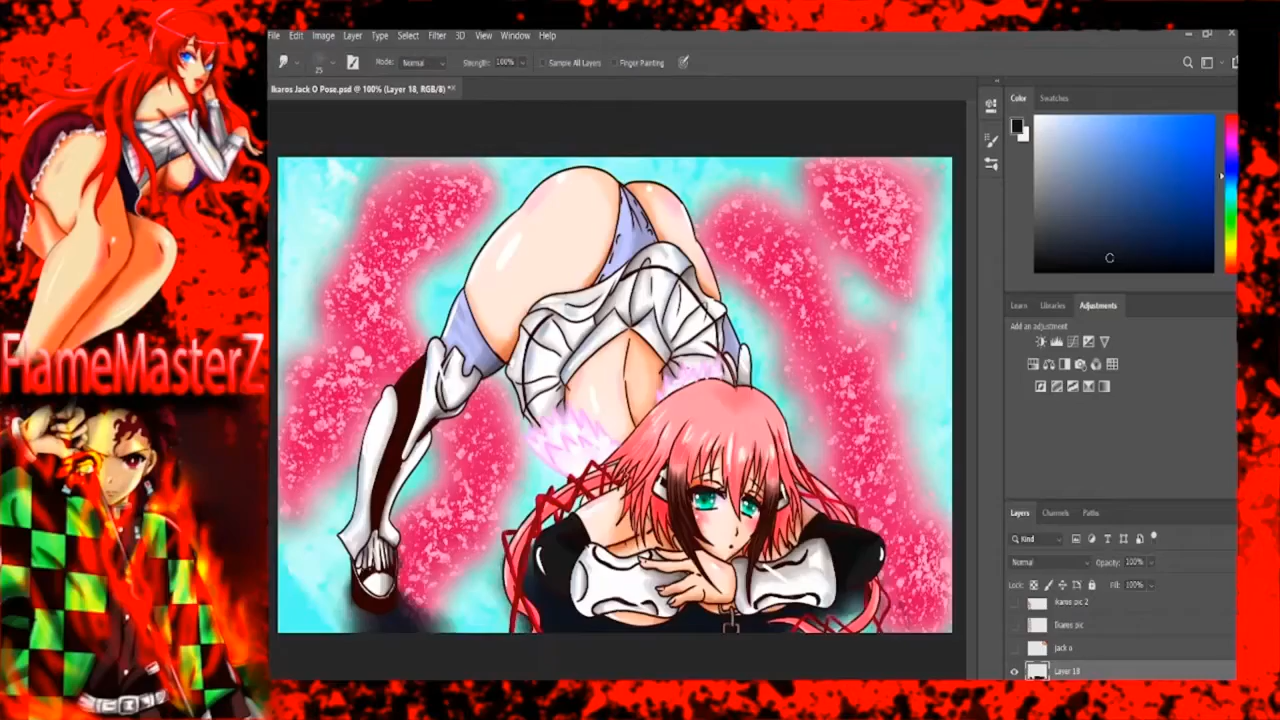 File Edit Image Layer Type Select Filter 3D View Window Help
25 Mode: Normal Strength: 100% Sample All Layers Finger Painting
Ikaros Jack O Pose.psd @ 100% (Layer 18, RGB/8) *
Color Swatches
Learn Libraries Adjustments
Add an adjustment
FlameMasterZ
Layers Channels Paths
Kind
Normal Opacity: 100%
Lock: Fill: 100%
Ikaros pic 2
Ikaros pic
Jack o
Layer 18